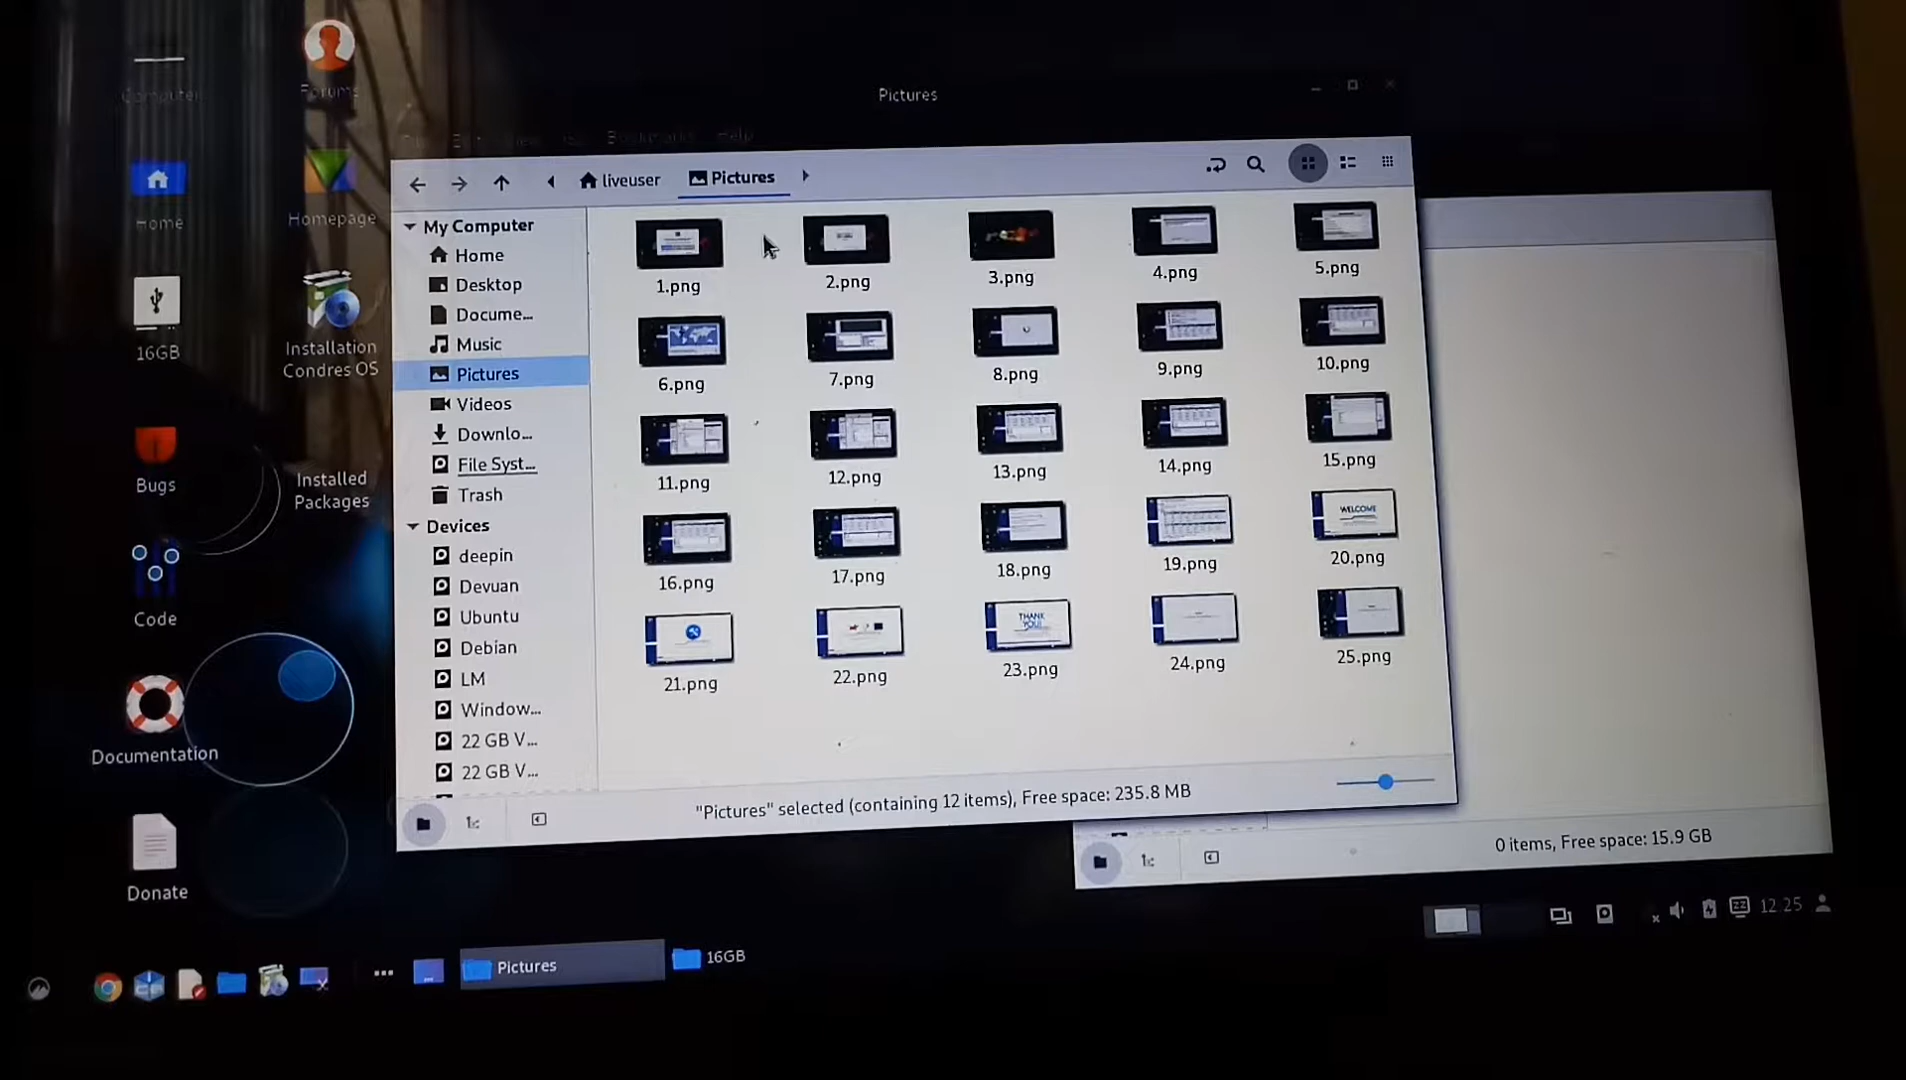 Pictures
Computer
Forums
Edit View Bookmarks Help
liveuser Pictures
Home
Homepage
16GB
Installation
Condres OS
Bugs
Installed
Packages
Code
Documentation
Donate
My Computer
Home
Desktop
Docume...
Music
Pictures
Videos
Downlo...
File Syst...
Trash
Devices
deepin
Devuan
Ubuntu
Debian
LM
Window...
22 GB V...
22 GB V...
1.png 2.png 3.png 4.png 5.png
6.png 7.png 8.png 9.png 10.png
11.png 12.png 13.png 14.png 15.png
WELCOME
16.png 17.png 18.png 19.png 20.png
THANK
YOU!
21.png 22.png 23.png 24.png 25.png
"Pictures" selected (containing 12 items), Free space: 235.8 MB
0 items, Free space: 15.9 GB
12.25
Pictures 16GB